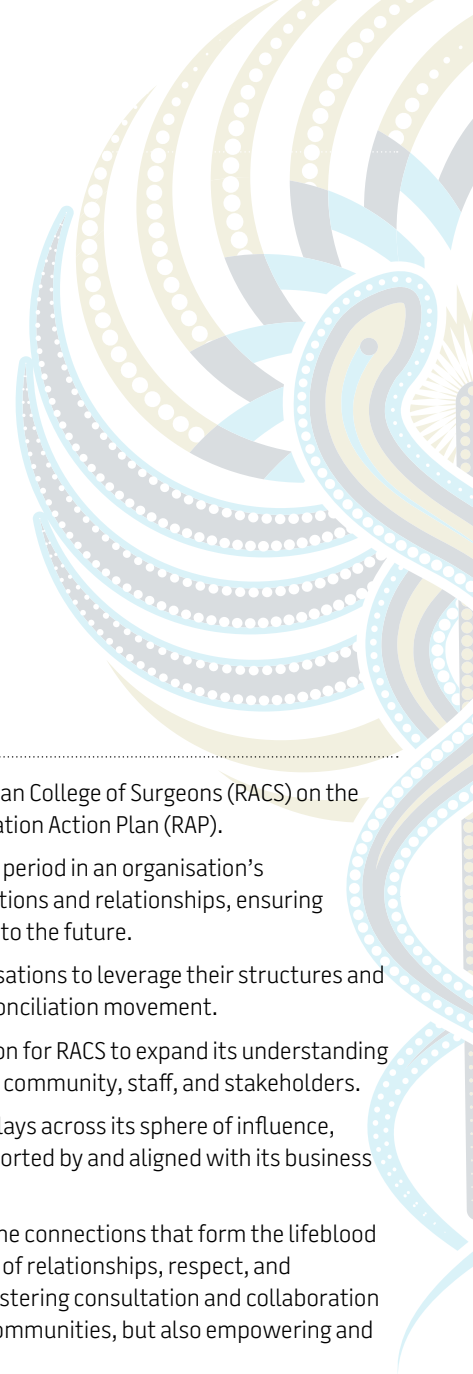 an College of Surgeons (RACS) on the
ation Action Plan (RAP).
period in an organisation's
tions and relationships, ensuring
to the future.
sations to leverage their structures and
onciliation movement.
on for RACS to expand its understanding
community, staff, and stakeholders.
lays across its sphere of influence,
orted by and aligned with its business
ne connections that form the lifeblood
of relationships, respect, and
stering consultation and collaboration
ommunities, but also empowering and